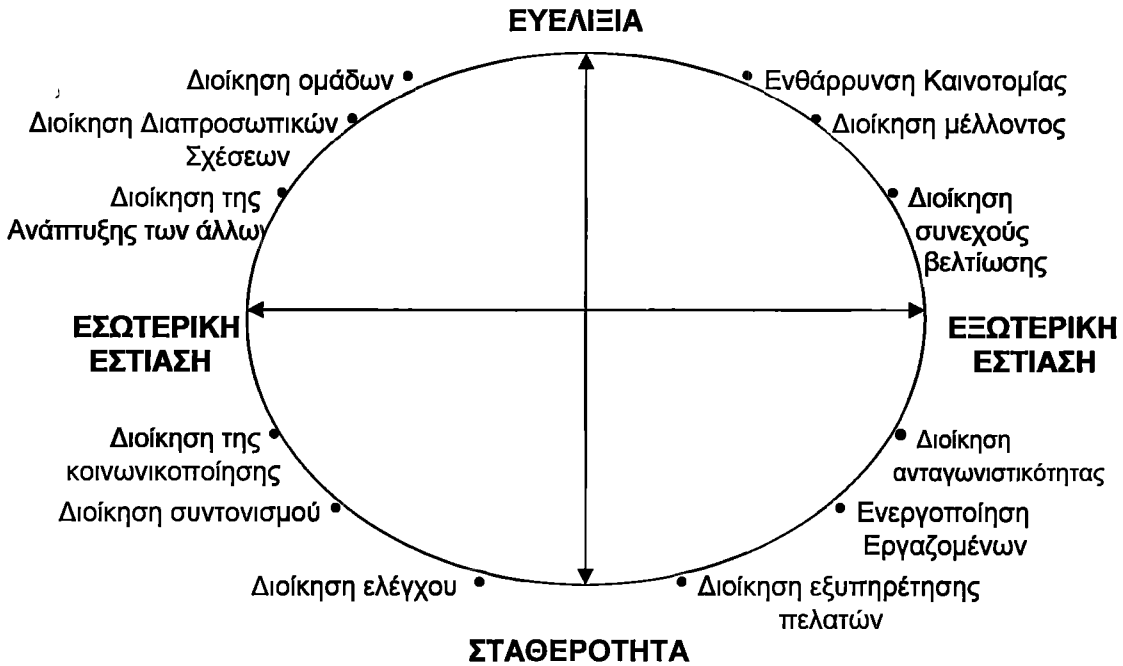 ΕΥΕΛΙΞΙΑ
Διοίκηση ομάδων
Ενθάρρυνση Καινοτομίας
Διοίκηση Διαπροσωπικών
Σχέσεων
Διοίκηση μέλλοντος
Διοίκηση της
Ανάπτυξης των άλλων
Διοίκηση
συνεχούς
βελτίωσης
ΕΣΩΤΕΡΙΚΗ
ΕΣΤΙΑΣΗ
ΕΞΩΤΕΡΙΚΗ
ΕΣΤΙΑΣΗ
Διοίκηση της
κοινωνικοποίησης
Διοίκηση
ανταγωνιστικότητας
Διοίκηση συντονισμού
Ενεργοποίηση
Εργαζομένων
Διοίκηση ελέγχου
Διοίκηση εξυπηρέτησης
πελατών
ΣΤΑΘΕΡΟΤΗΤΑ